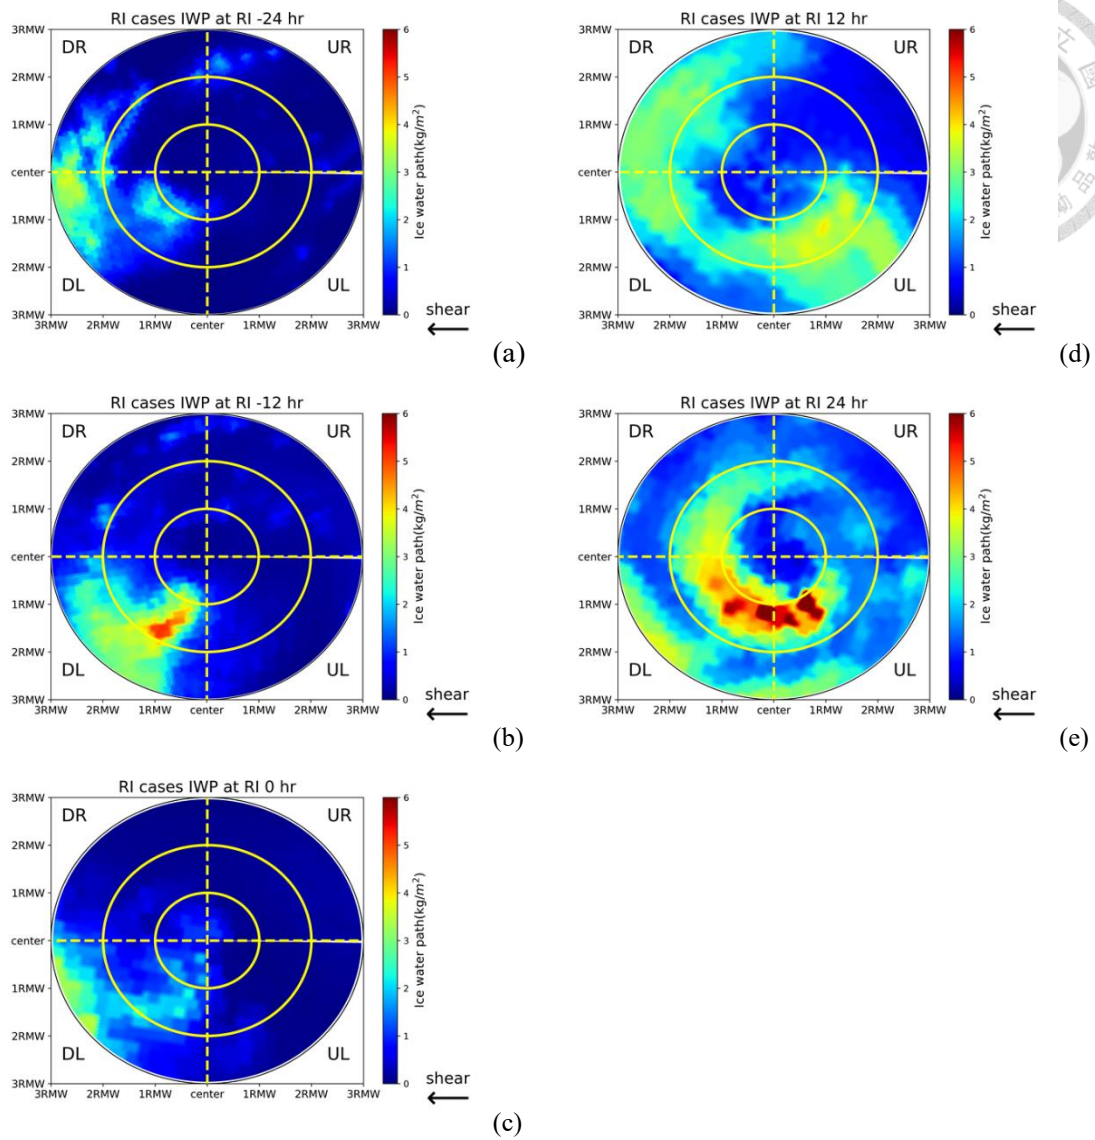 RI cases IWP at RI -24 hr
DR
UR
DL
UL
3RMW
2RMW
1RMW
center
1RMW
2RMW
3RMW
3RMW 2RMW 1RMW center 1RMW 2RMW 3RMW
6
5
4
3
2
1
0
Ice water path(kg/m²)
shear
(a)
RI cases IWP at RI 12 hr
DR
UR
DL
UL
3RMW
2RMW
1RMW
center
1RMW
2RMW
3RMW
3RMW 2RMW 1RMW center 1RMW 2RMW 3RMW
6
5
4
3
2
1
0
Ice water path(kg/m²)
shear
(d)
RI cases IWP at RI -12 hr
DR
UR
DL
UL
3RMW
2RMW
1RMW
center
1RMW
2RMW
3RMW
3RMW 2RMW 1RMW center 1RMW 2RMW 3RMW
6
5
4
3
2
1
0
Ice water path(kg/m²)
shear
(b)
RI cases IWP at RI 24 hr
DR
UR
DL
UL
3RMW
2RMW
1RMW
center
1RMW
2RMW
3RMW
3RMW 2RMW 1RMW center 1RMW 2RMW 3RMW
6
5
4
3
2
1
0
Ice water path(kg/m²)
shear
(e)
RI cases IWP at RI 0 hr
DR
UR
DL
UL
3RMW
2RMW
1RMW
center
1RMW
2RMW
3RMW
3RMW 2RMW 1RMW center 1RMW 2RMW 3RMW
6
5
4
3
2
1
0
Ice water path(kg/m²)
shear
(c)